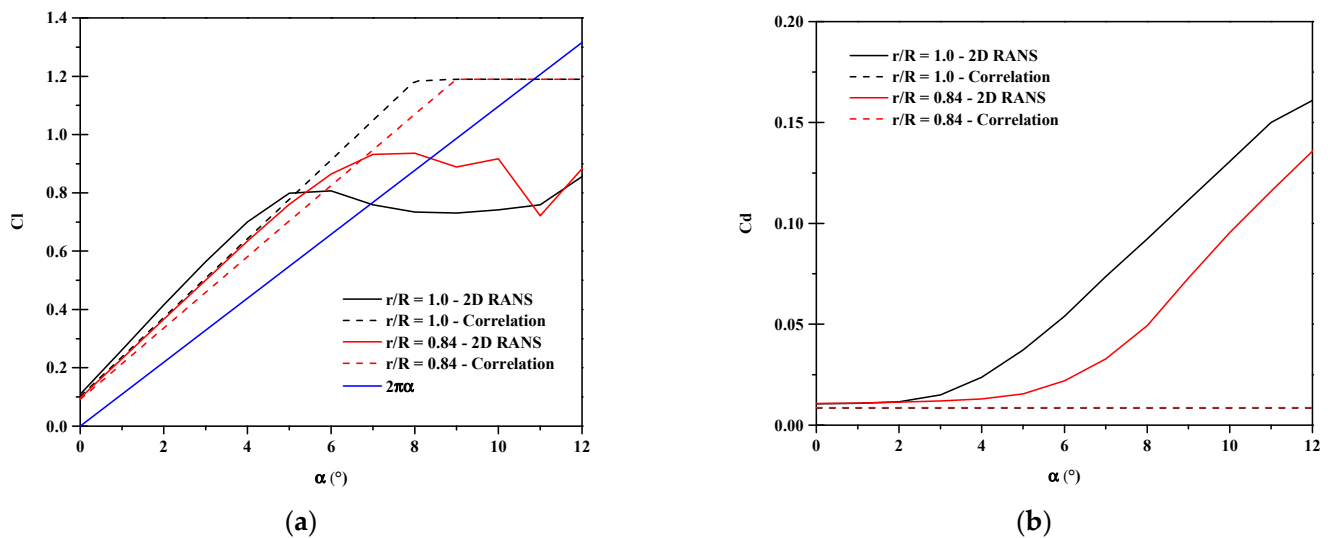 1.4
1.2
1.0
0.8
0.6
0.4
0.2
0.0
Cl
r/R = 1.0 - 2D RANS
r/R = 1.0 - Correlation
r/R = 0.84 - 2D RANS
r/R = 0.84 - Correlation
2πα
0 2 4 6 8 10 12
α (°)
(a)
0.20
0.15
0.10
0.05
0.00
Cd
r/R = 1.0 - 2D RANS
r/R = 1.0 - Correlation
r/R = 0.84 - 2D RANS
r/R = 0.84 - Correlation
0 2 4 6 8 10 12
α (°)
(b)